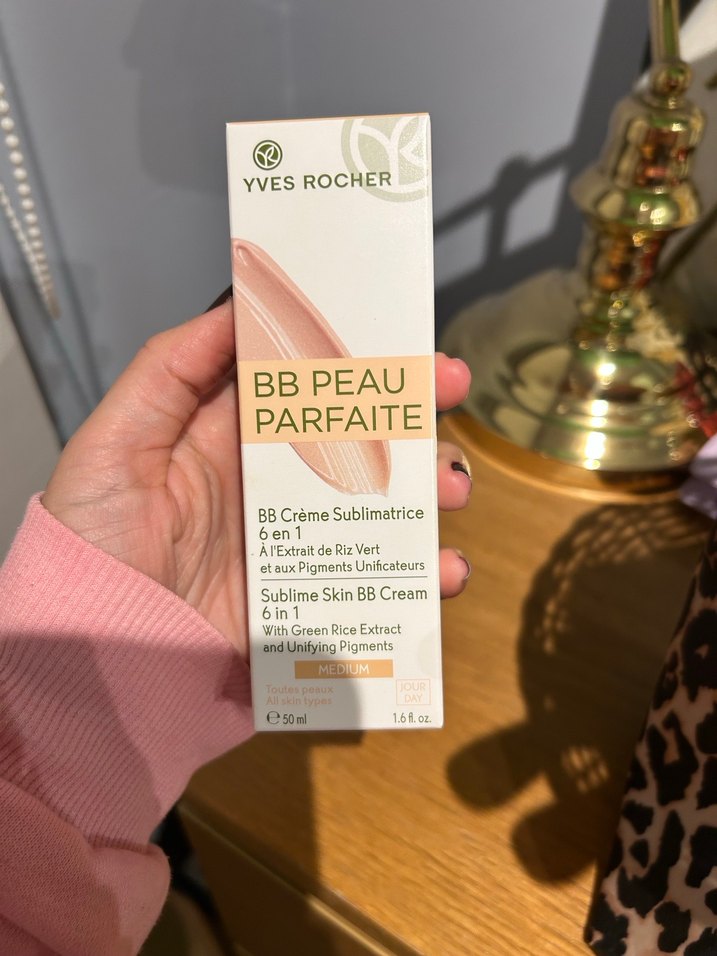 YVES ROCHER
BB PEAU
PARFAITE
BB Crème Sublimatrice
6 en 1
À l'Extrait de Riz Vert
et aux Pigments Unificateurs
Sublime Skin BB Cream
6 in 1
With Green Rice Extract
and Unifying Pigments
MEDIUM
Toutes peaux
All skin types
JOUR
DAY
℮ 50 ml
1.6 fl. oz.